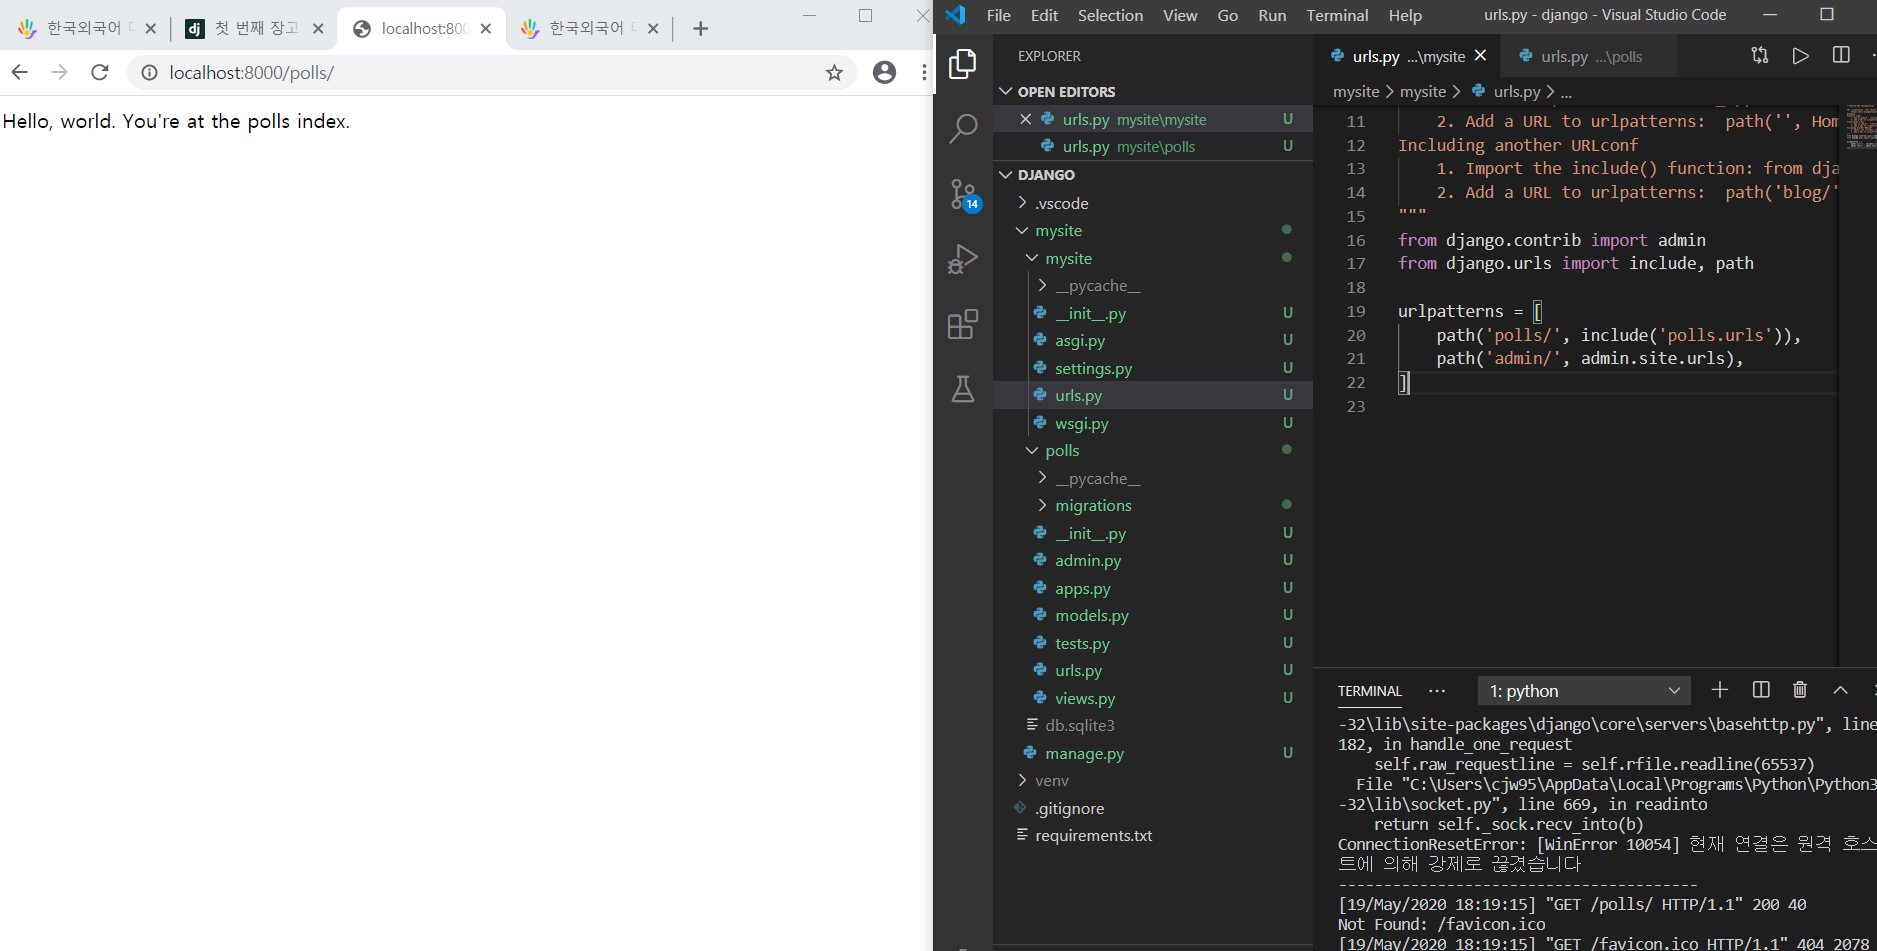 한국외국어
첫 번째 장고
localhost:800
한국외국어
localhost:8000/polls/
Hello, world. You're at the polls index.
File Edit Selection View Go Run Terminal Help
urls.py - django - Visual Studio Code
EXPLORER
OPEN EDITORS
urls.py mysite\mysite U
urls.py mysite\polls U
DJANGO
.vscode
mysite
mysite
__pycache__
__init__.py U
asgi.py U
settings.py U
urls.py U
wsgi.py U
polls
__pycache__
migrations
__init__.py U
admin.py U
apps.py U
models.py U
tests.py U
urls.py U
views.py U
db.sqlite3
manage.py U
venv
.gitignore
requirements.txt
14
urls.py ...\mysite
urls.py ...\polls
mysite > mysite > urls.py > ...
11 2. Add a URL to urlpatterns:  path('', Hom
12 Including another URLconf
13 1. Import the include() function: from dja
14 2. Add a URL to urlpatterns:  path('blog/'
15 """
16 from django.contrib import admin
17 from django.urls import include, path
18
19 urlpatterns = [
20 path('polls/', include('polls.urls')),
21 path('admin/', admin.site.urls),
22 ]
23
TERMINAL ... 1: python
-32\lib\site-packages\django\core\servers\basehttp.py", line
182, in handle_one_request
self.raw_requestline = self.rfile.readline(65537)
File "C:\Users\cjw95\AppData\Local\Programs\Python\Python3
-32\lib\socket.py", line 669, in readinto
return self._sock.recv_into(b)
ConnectionResetError: [WinError 10054] 현재 연결은 원격 호스
트에 의해 강제로 끊겼습니다
----------------------------------------
[19/May/2020 18:19:15] "GET /polls/ HTTP/1.1" 200 40
Not Found: /favicon.ico
[19/May/2020 18:19:15] "GET /favicon.ico HTTP/1.1" 404 2078